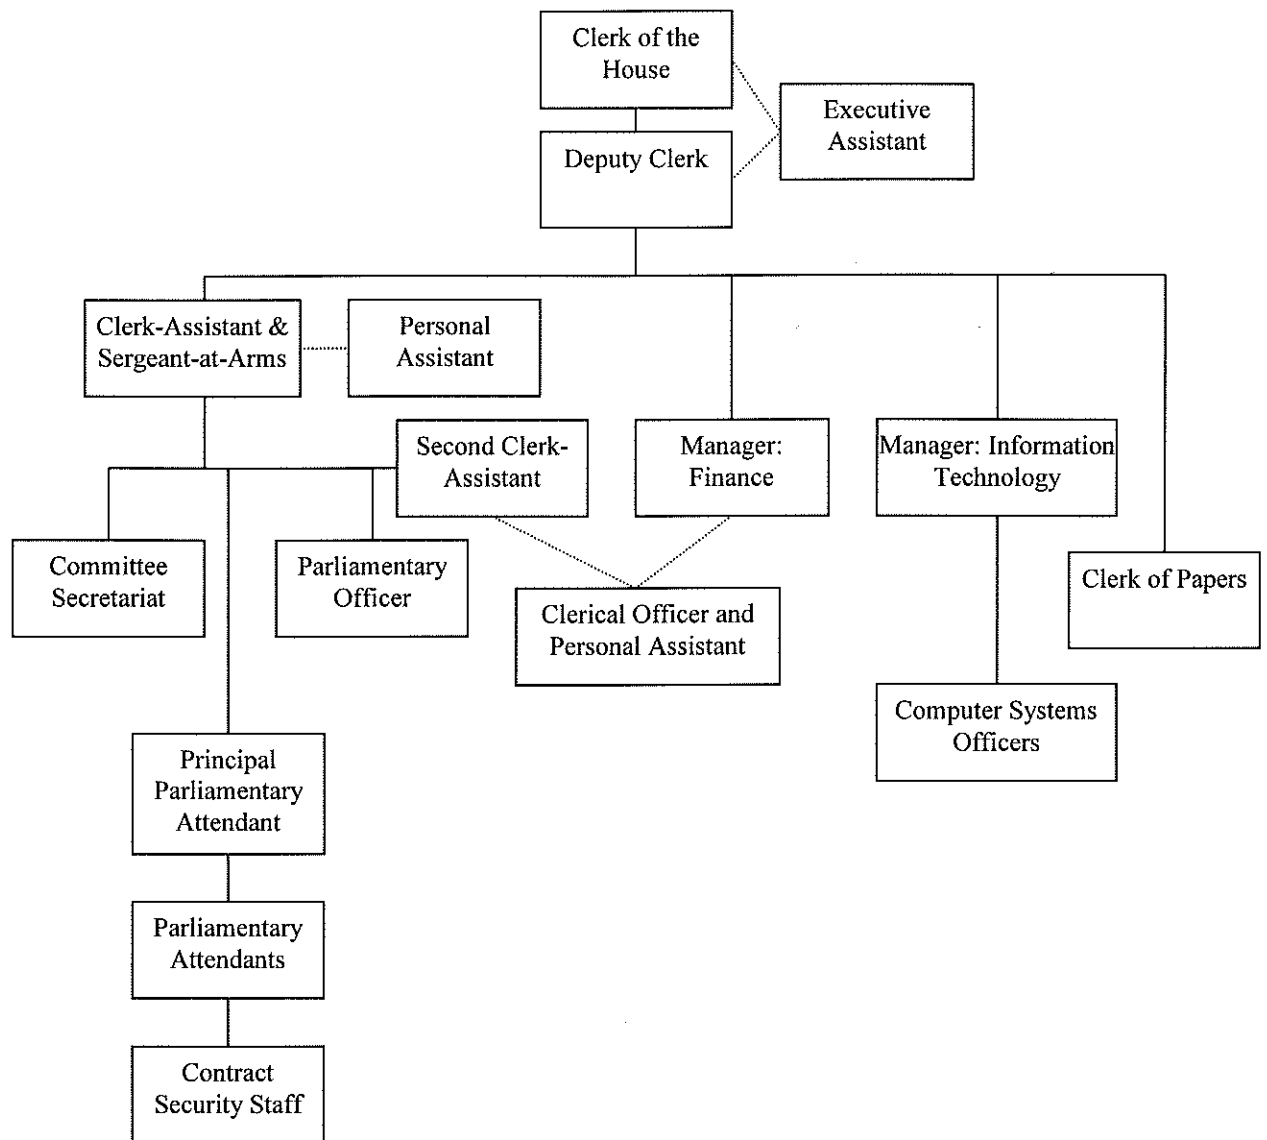 Clerk of the
House
Executive
Assistant
Deputy Clerk
Clerk-Assistant &
Sergeant-at-Arms
Personal
Assistant
Second Clerk-
Assistant
Manager:
Finance
Manager: Information
Technology
Committee
Secretariat
Parliamentary
Officer
Clerical Officer and
Personal Assistant
Clerk of Papers
Computer Systems
Officers
Principal
Parliamentary
Attendant
Parliamentary
Attendants
Contract
Security Staff